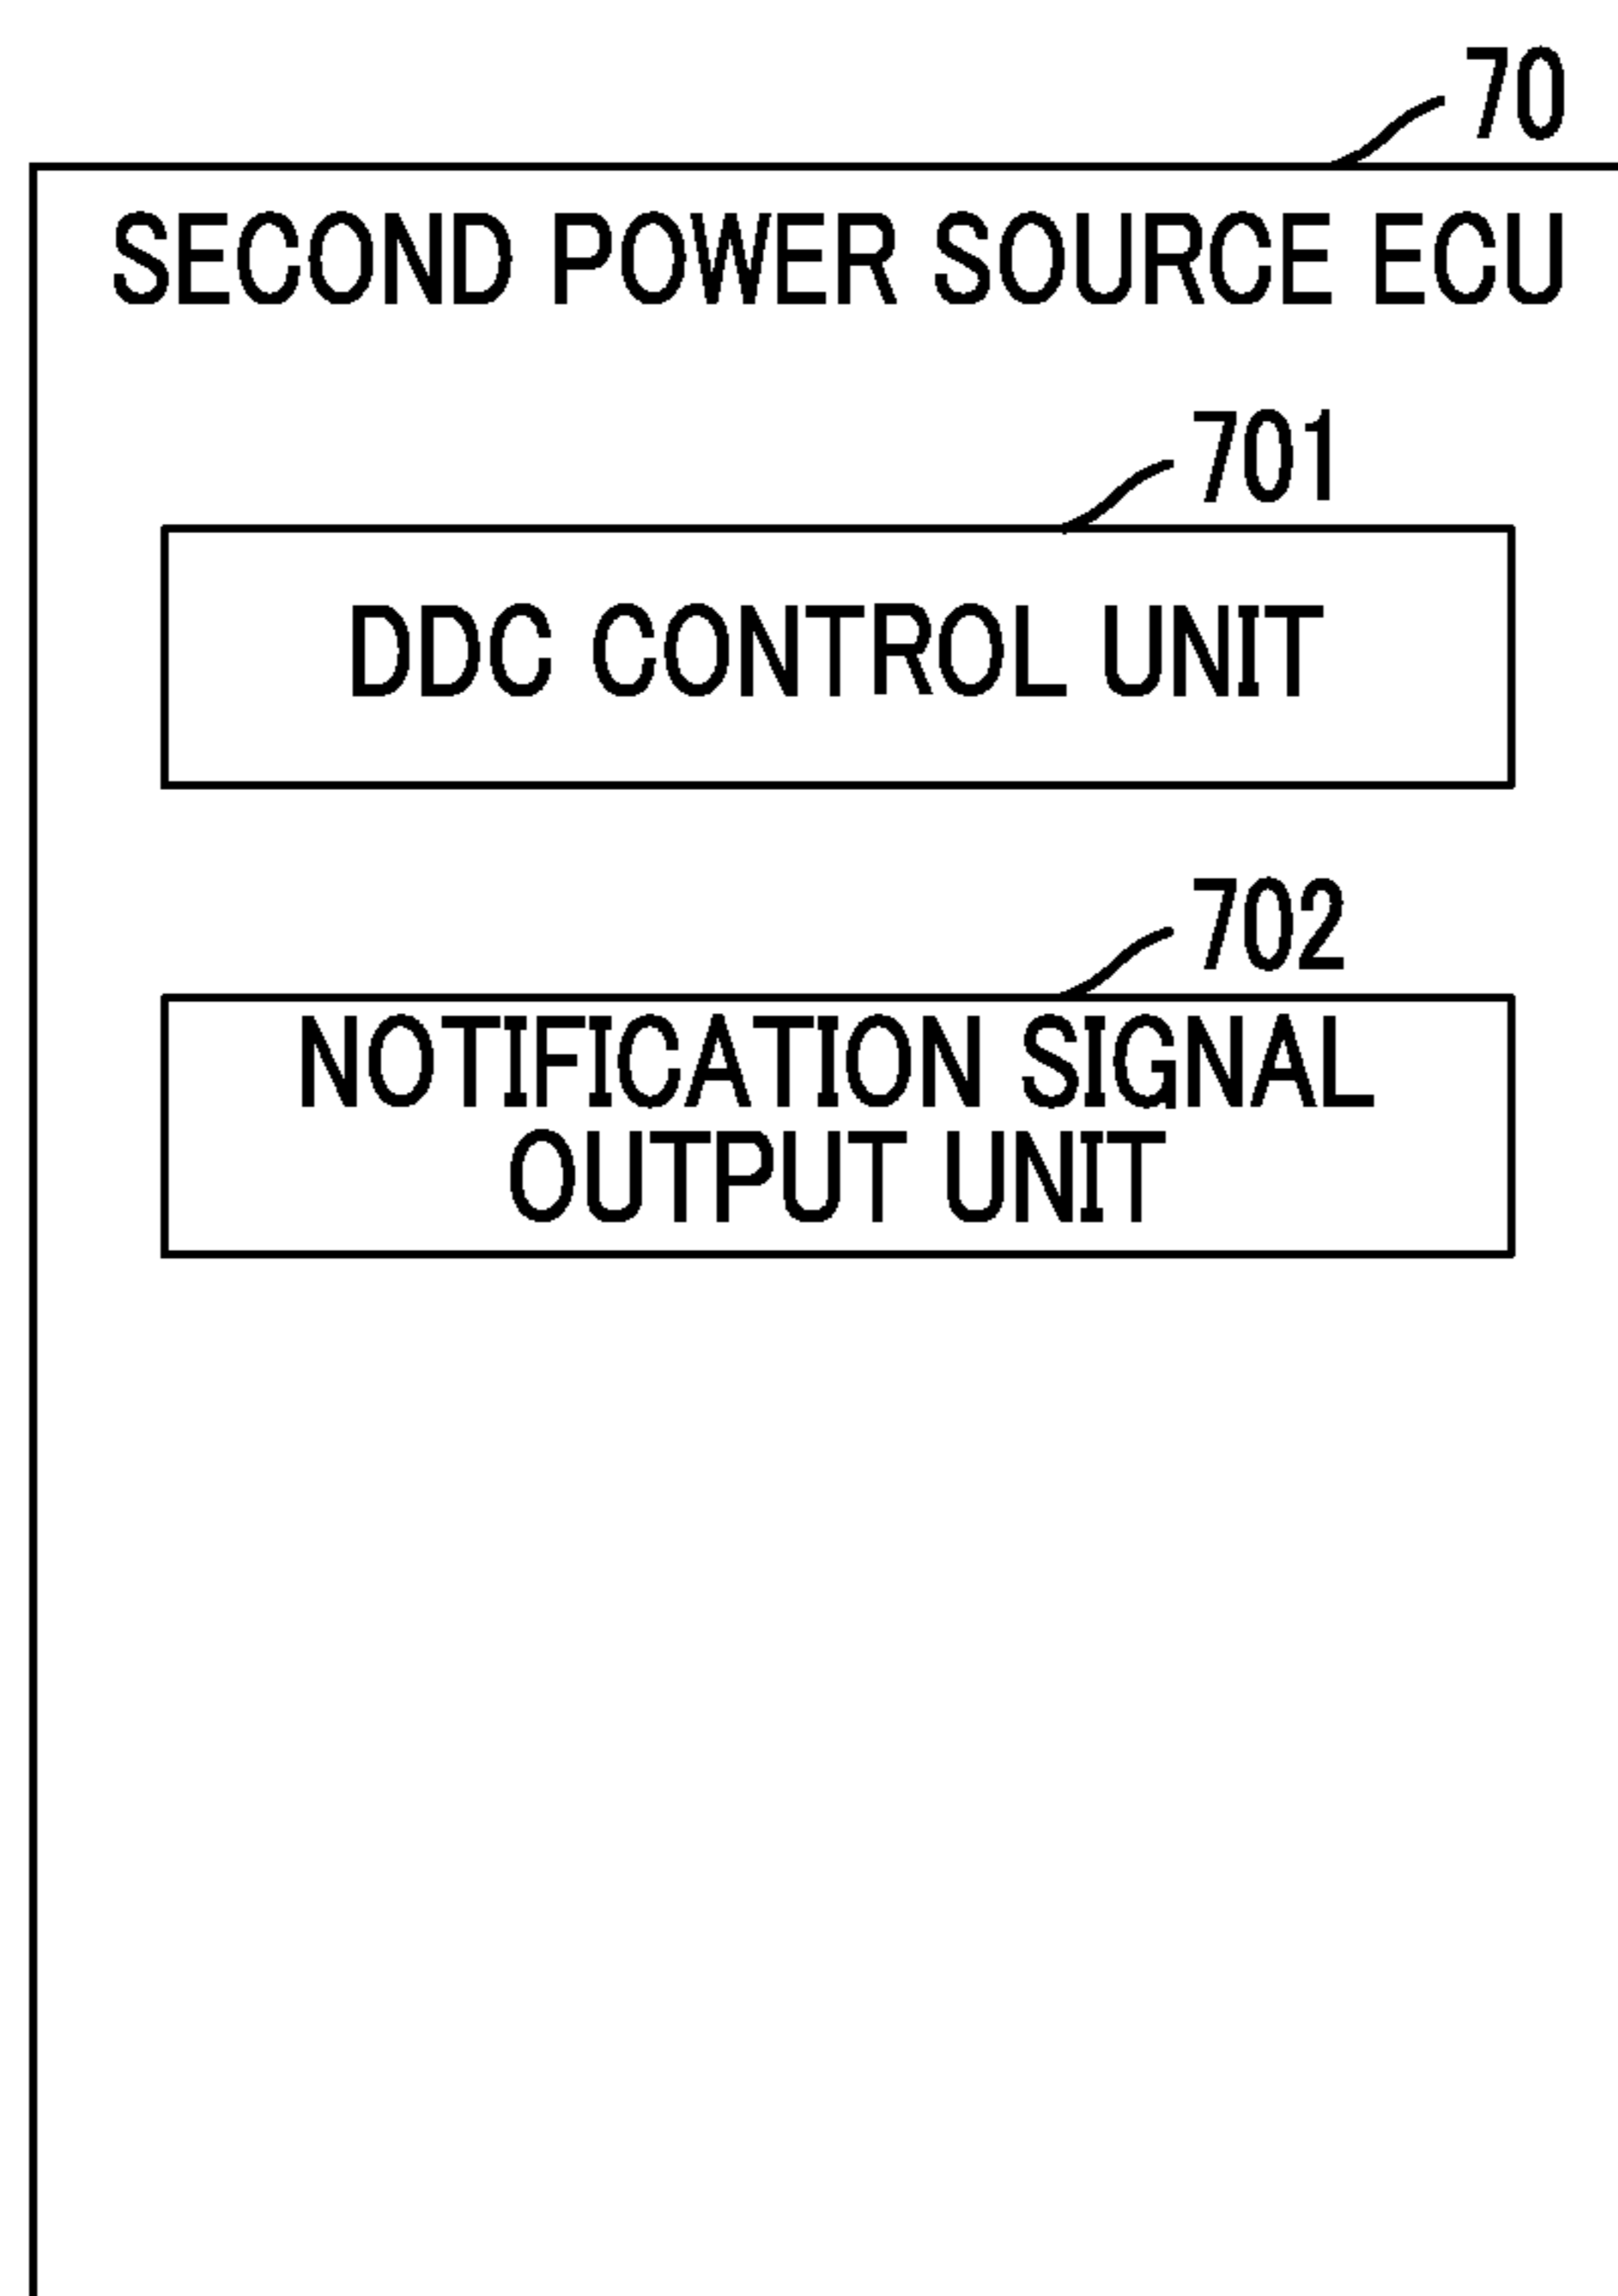 70
SECOND POWER SOURCE ECU
701
DDC CONTROL UNIT
702
NOTIFICATION SIGNAL
OUTPUT UNIT